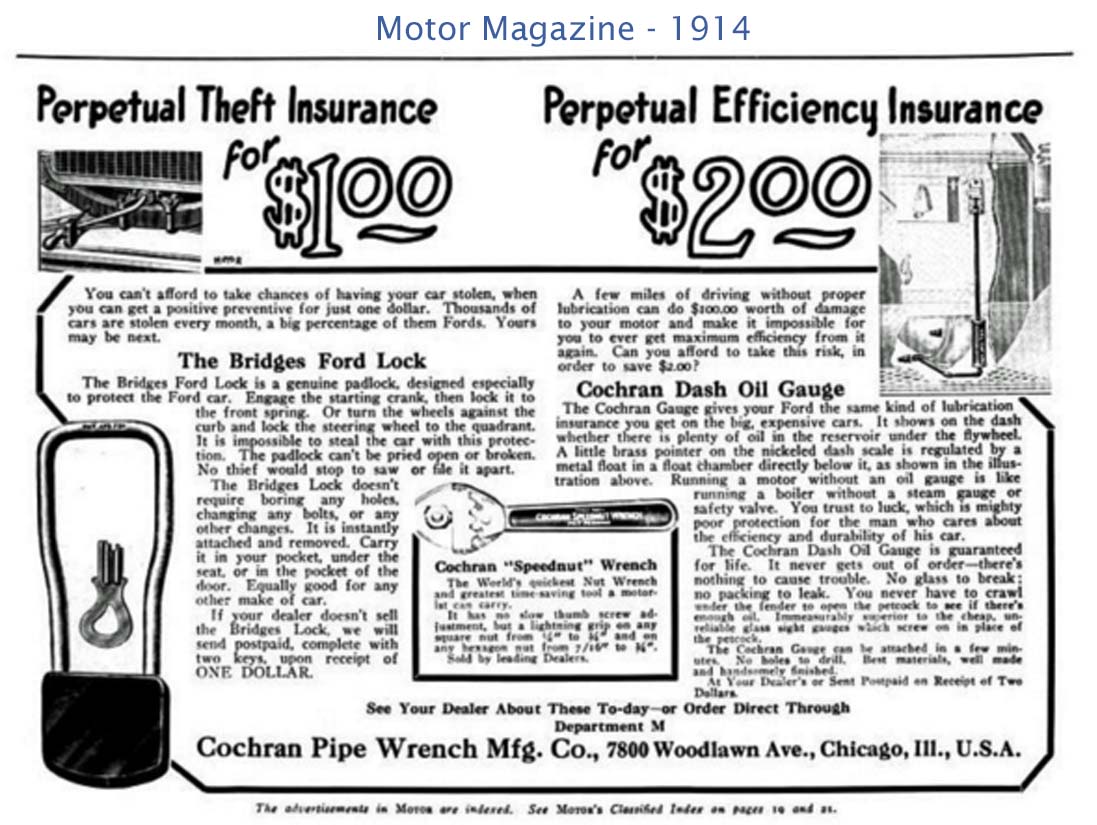 Motor Magazine - 1914
Perpetual Theft Insurance
for $1.00
Perpetual Efficiency Insurance
for $2.00
You can't afford to take chances of having your car stolen, when
you can get a positive preventive for just one dollar. Thousands of
cars are stolen every month, a big percentage of them Fords. Yours
may be next.
The Bridges Ford Lock
The Bridges Ford Lock is a genuine padlock, designed especially
to protect the Ford car. Engage the starting crank, then lock it to
the front spring. Or turn the wheels against the
curb and lock the steering wheel to the quadrant.
It is impossible to steal the car with this protec-
tion. The padlock can't be pried open or broken.
No thief would stop to saw or file it apart.
The Bridges Lock doesn't
require boring any holes,
changing any bolts, or any
other changes. It is instantly
attached and removed. Carry
it in your pocket, under the
seat, or in the pocket of the
door. Equally good for any
other make of car.
If your dealer doesn't sell
the Bridges Lock, we will
send postpaid, complete with
two keys, upon receipt of
ONE DOLLAR.
COCHRAN SPEEDNUT WRENCH
Cochran "Speednut" Wrench
The World's quickest Nut Wrench
and greatest time-saving tool a motor-
ist can carry.
It has no slow thumb screw ad-
justment, but a lightning grip on any
square nut from ¼" to ¾" and on
any hexagon nut from 7/16" to ¾".
Sold by leading Dealers.
A few miles of driving without proper
lubrication can do $100.00 worth of damage
to your motor and make it impossible for
you to ever get maximum efficiency from it
again. Can you afford to take this risk, in
order to save $2.00?
Cochran Dash Oil Gauge
The Cochran Gauge gives your Ford the same kind of lubrication
insurance you get on the big, expensive cars. It shows on the dash
whether there is plenty of oil in the reservoir under the flywheel.
A little brass pointer on the nickeled dash scale is regulated by a
metal float in a float chamber directly below it, as shown in the illus-
tration above. Running a motor without an oil gauge is like
running a boiler without a steam gauge or
safety valve. You trust to luck, which is mighty
poor protection for the man who cares about
the efficiency and durability of his car.
The Cochran Dash Oil Gauge is guaranteed
for life. It never gets out of order—there's
nothing to cause trouble. No glass to break;
no packing to leak. You never have to crawl
under the fender to open the petcock to see if there's
enough oil. Immeasurably superior to the cheap, un-
reliable glass sight gauges which screw on in place of
the petcock.
The Cochran Gauge can be attached in a few min-
utes. No holes to drill. Best materials, well made
and handsomely finished.
At Your Dealer's or Sent Postpaid on Receipt of Two
Dollars.
See Your Dealer About These To-day—or Order Direct Through
Department M
Cochran Pipe Wrench Mfg. Co., 7800 Woodlawn Ave., Chicago, Ill., U.S.A.
The advertisements in MOTOR are indexed. See MOTOR'S Classified Index on pages 19 and 21.